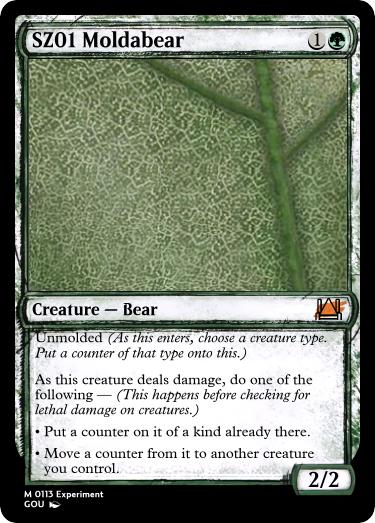 SZ01 Moldabear 1
Creature — Bear
Unmolded (As this enters, choose a creature type.
Put a counter of that type onto this.)
As this creature deals damage, do one of the
following — (This happens before checking for
lethal damage on creatures.)
• Put a counter on it of a kind already there.
• Move a counter from it to another creature
you control.
2/2
M 0113 Experiment
GOU